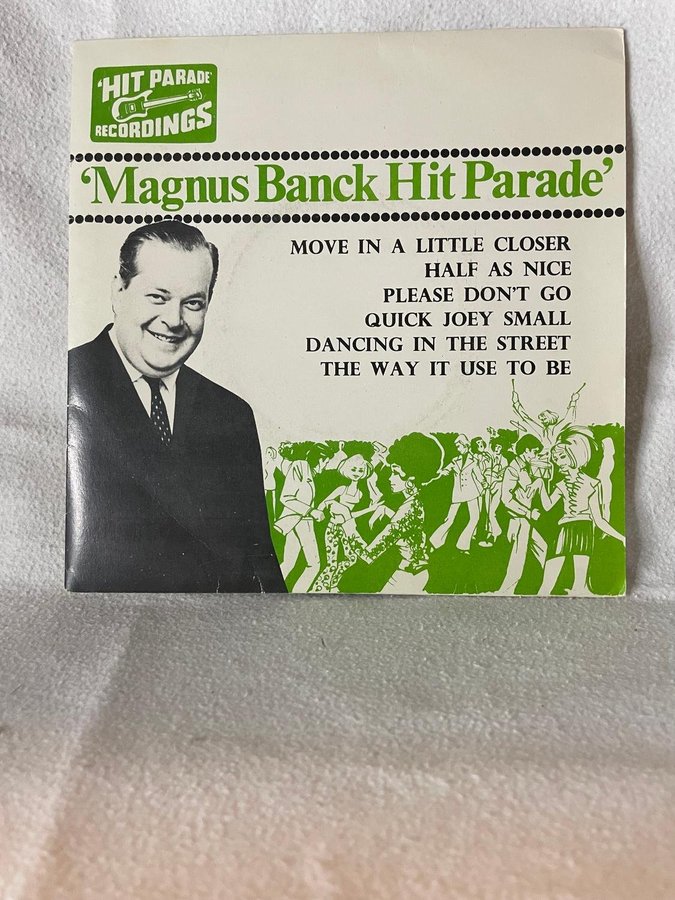 'HIT PARADE'
RECORDINGS
'Magnus Banck Hit Parade'
MOVE IN A LITTLE CLOSER
HALF AS NICE
PLEASE DON'T GO
QUICK JOEY SMALL
DANCING IN THE STREET
THE WAY IT USE TO BE